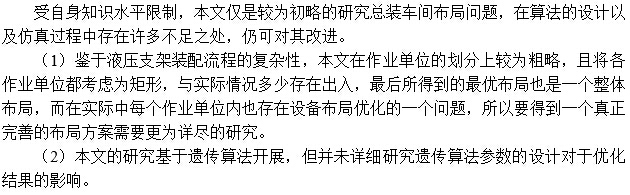 受自身知识水平限制，本文仅是较为初略的研究总装车间布局问题，在算法的设计以
及仿真过程中存在许多不足之处，仍可对其改进。
（1）鉴于液压支架装配流程的复杂性，本文在作业单位的划分上较为粗略，且将各
作业单位都考虑为矩形，与实际情况多少存在出入，最后所得到的最优布局也是一个整体
布局，而在实际中每个作业单位内也存在设备布局优化的一个问题，所以要得到一个真正
完善的布局方案需要更为详尽的研究。
（2）本文的研究基于遗传算法开展，但并未详细研究遗传算法参数的设计对于优化
结果的影响。